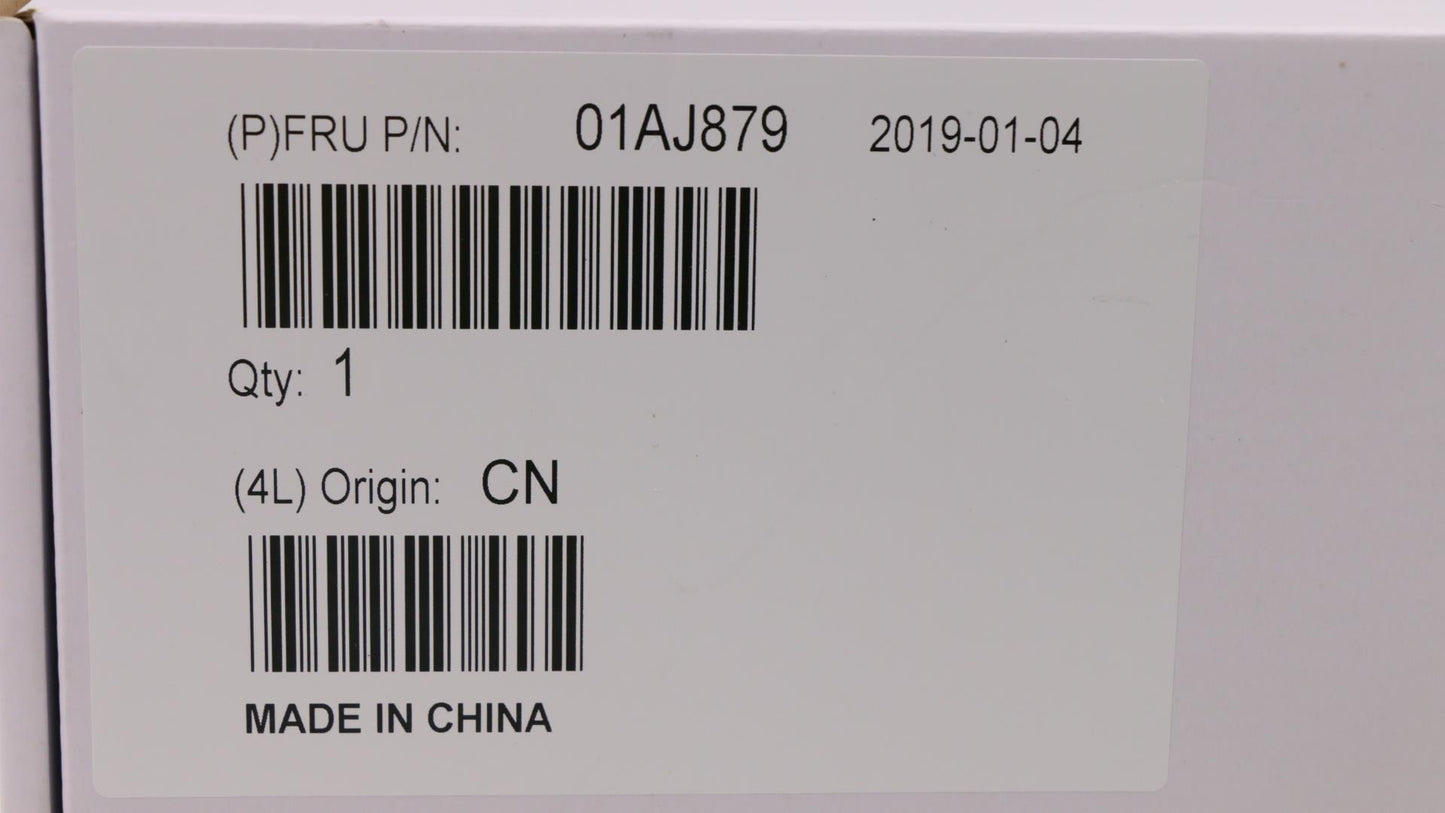 (P)FRU P/N: 01AJ879 2019-01-04
Qty: 1
(4L) Origin: CN
MADE IN CHINA